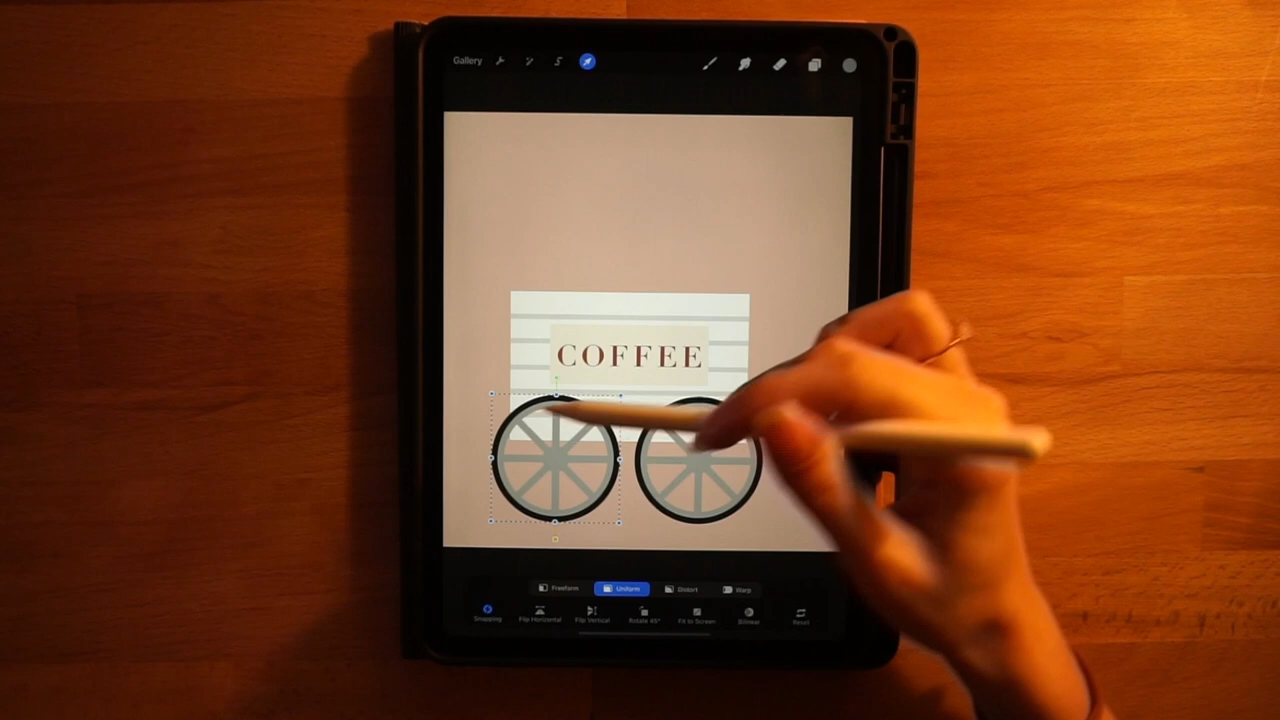 Gallery
S
COFFEE
Freeform Uniform Distort Warp
Snapping Flip Horizontal Flip Vertical Rotate 45° Fit to Screen Bilinear Reset